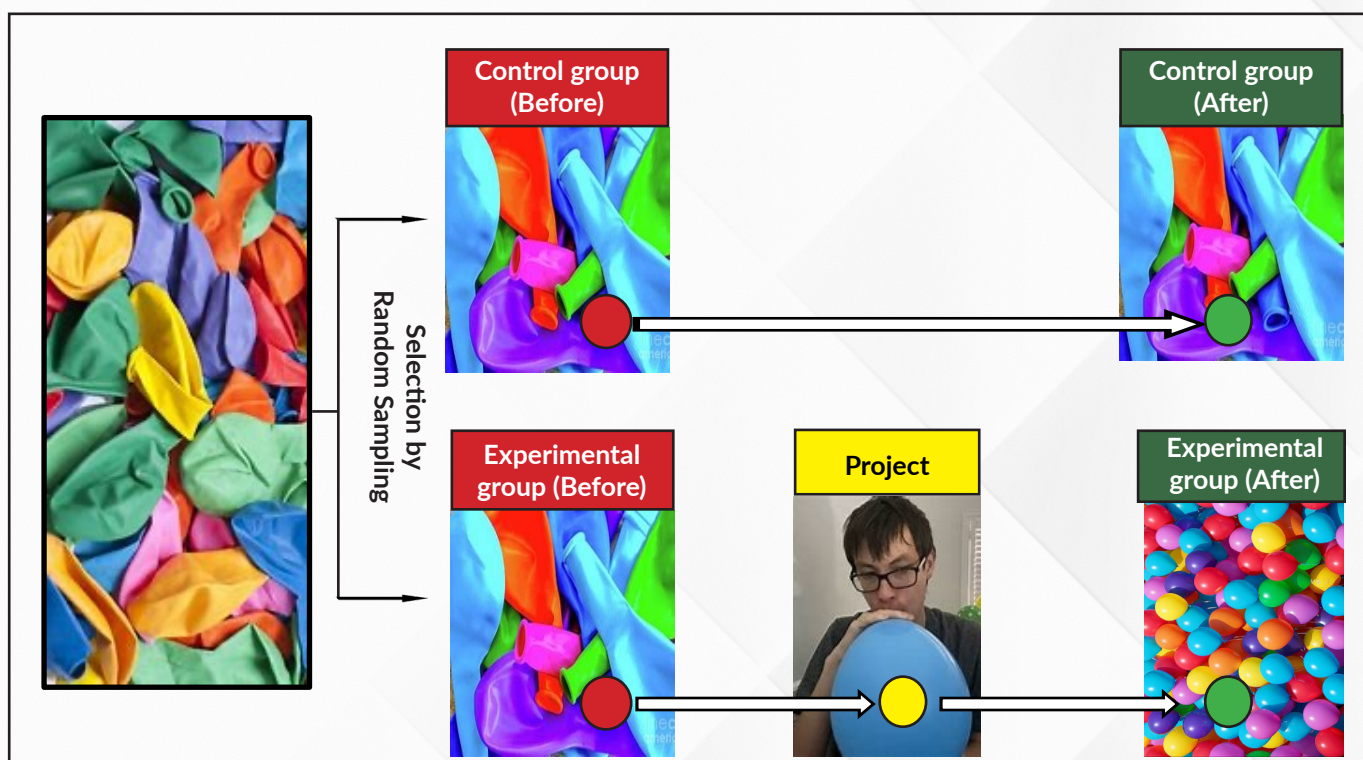 Control group
(Before)
Control group
(After)
Selection by
Random Sampling
Experimental
group (Before)
Project
Experimental
group (After)